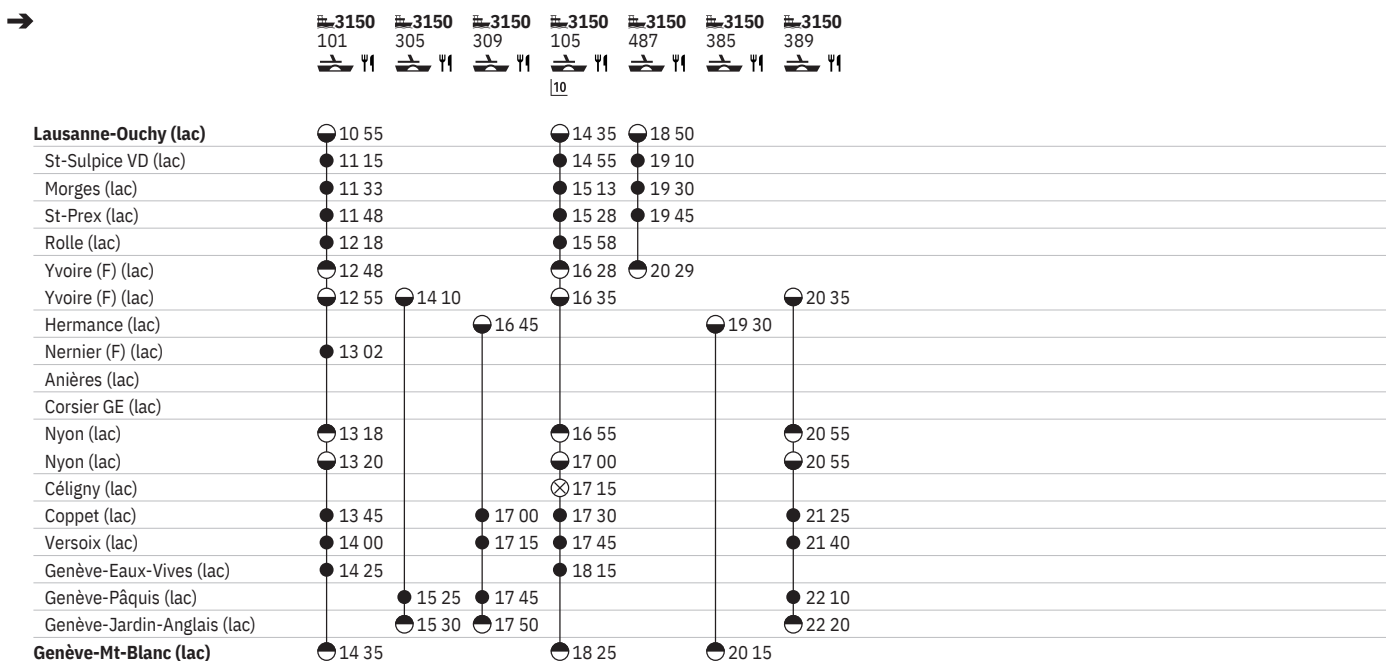 3150 3150 3150 3150 3150 3150 3150
101 305 309 105 487 385 389
10
Lausanne-Ouchy (lac) 10 55 14 35 18 50
St-Sulpice VD (lac) 11 15 14 55 19 10
Morges (lac) 11 33 15 13 19 30
St-Prex (lac) 11 48 15 28 19 45
Rolle (lac) 12 18 15 58
Yvoire (F) (lac) 12 48 16 28 20 29
Yvoire (F) (lac) 12 55 14 10 16 35 20 35
Hermance (lac) 16 45 19 30
Nernier (F) (lac) 13 02
Anières (lac)
Corsier GE (lac)
Nyon (lac) 13 18 16 55 20 55
Nyon (lac) 13 20 17 00 20 55
Céligny (lac) 17 15
Coppet (lac) 13 45 17 00 17 30 21 25
Versoix (lac) 14 00 17 15 17 45 21 40
Genève-Eaux-Vives (lac) 14 25 18 15
Genève-Pâquis (lac) 15 25 17 45 22 10
Genève-Jardin-Anglais (lac) 15 30 17 50 22 20
Genève-Mt-Blanc (lac) 14 35 18 25 20 15